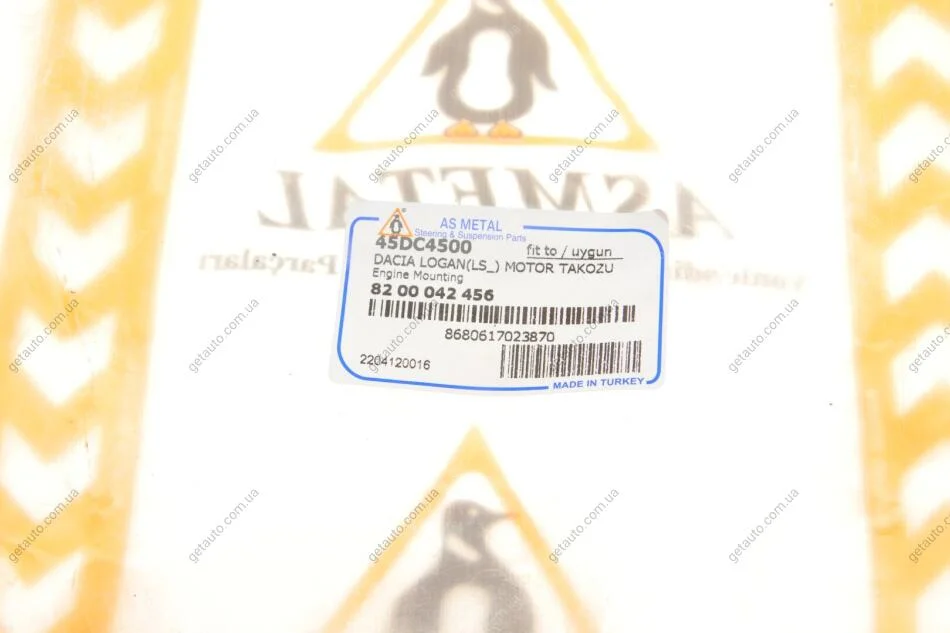 ASMETAL
Parçaları
AS METAL
Steering & Suspension Parts
45DC4500
fit to / uygun
DACIA LOGAN(LS_) MOTOR TAKOZU
Engine Mounting
82 00 042 456
8680617023870
2204120016
MADE IN TURKEY
getauto.com.ua